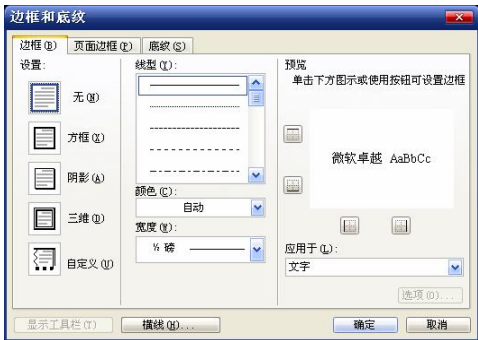 边框和底纹
边框(B) 页面边框(P) 底纹(S)
设置:
无(N)
方框(X)
阴影(A)
三维(D)
自定义(U)
线型(Y):
颜色(C):
自动
宽度(W):
½ 磅
预览
单击下方图示或使用按钮可设置边框
微软卓越 AaBbCc
应用于(L):
文字
选项(O)...
显示工具栏(T) 横线(H)... 确定 取消